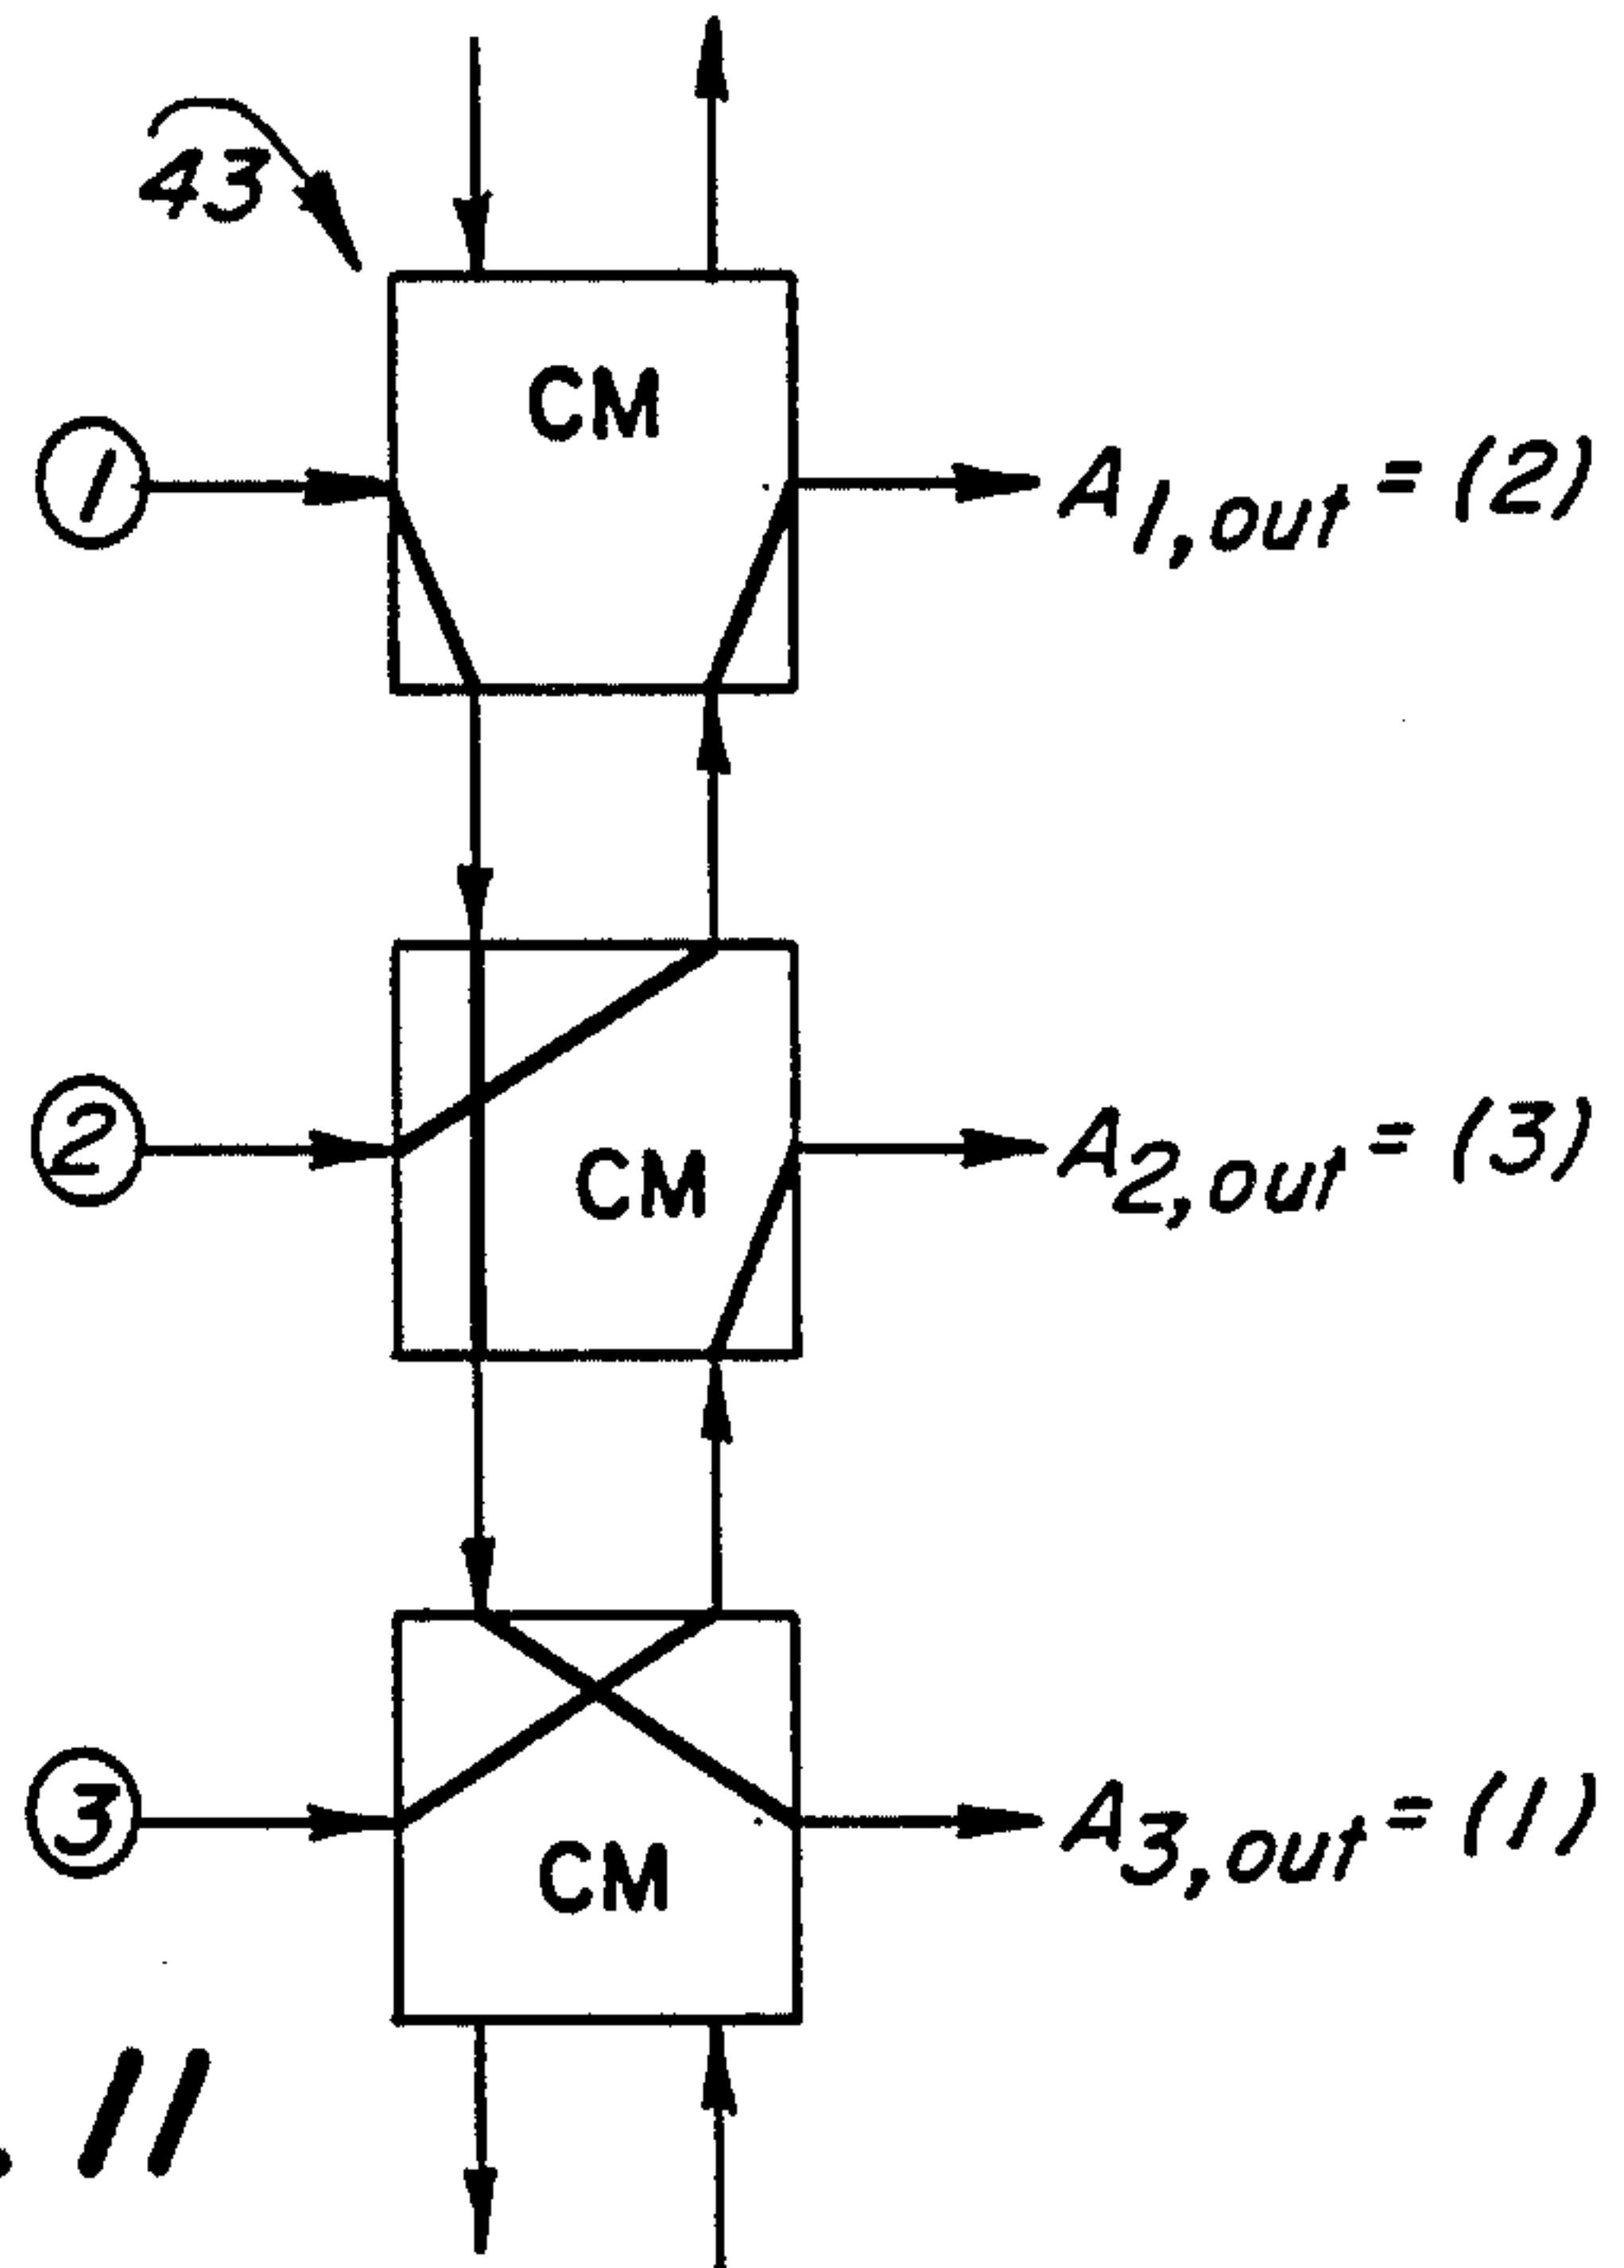 43
CM
1
A1,out = (2)
2
CM
A2,out = (3)
3
CM
A3,out = (1)
. 11